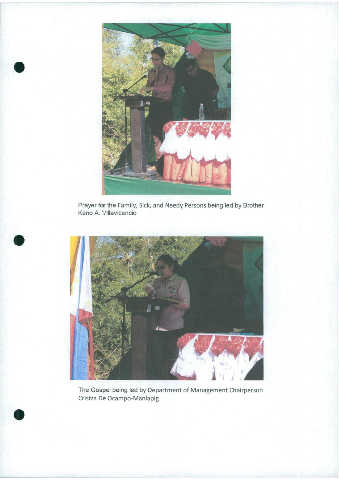 Prayer for the Family, Sick, and Needy Persons being led by Brother
Keno A. Villavicencio
The Gospel being led by Department of Management Chairperson
Cristva De Ocampo-Manlapig